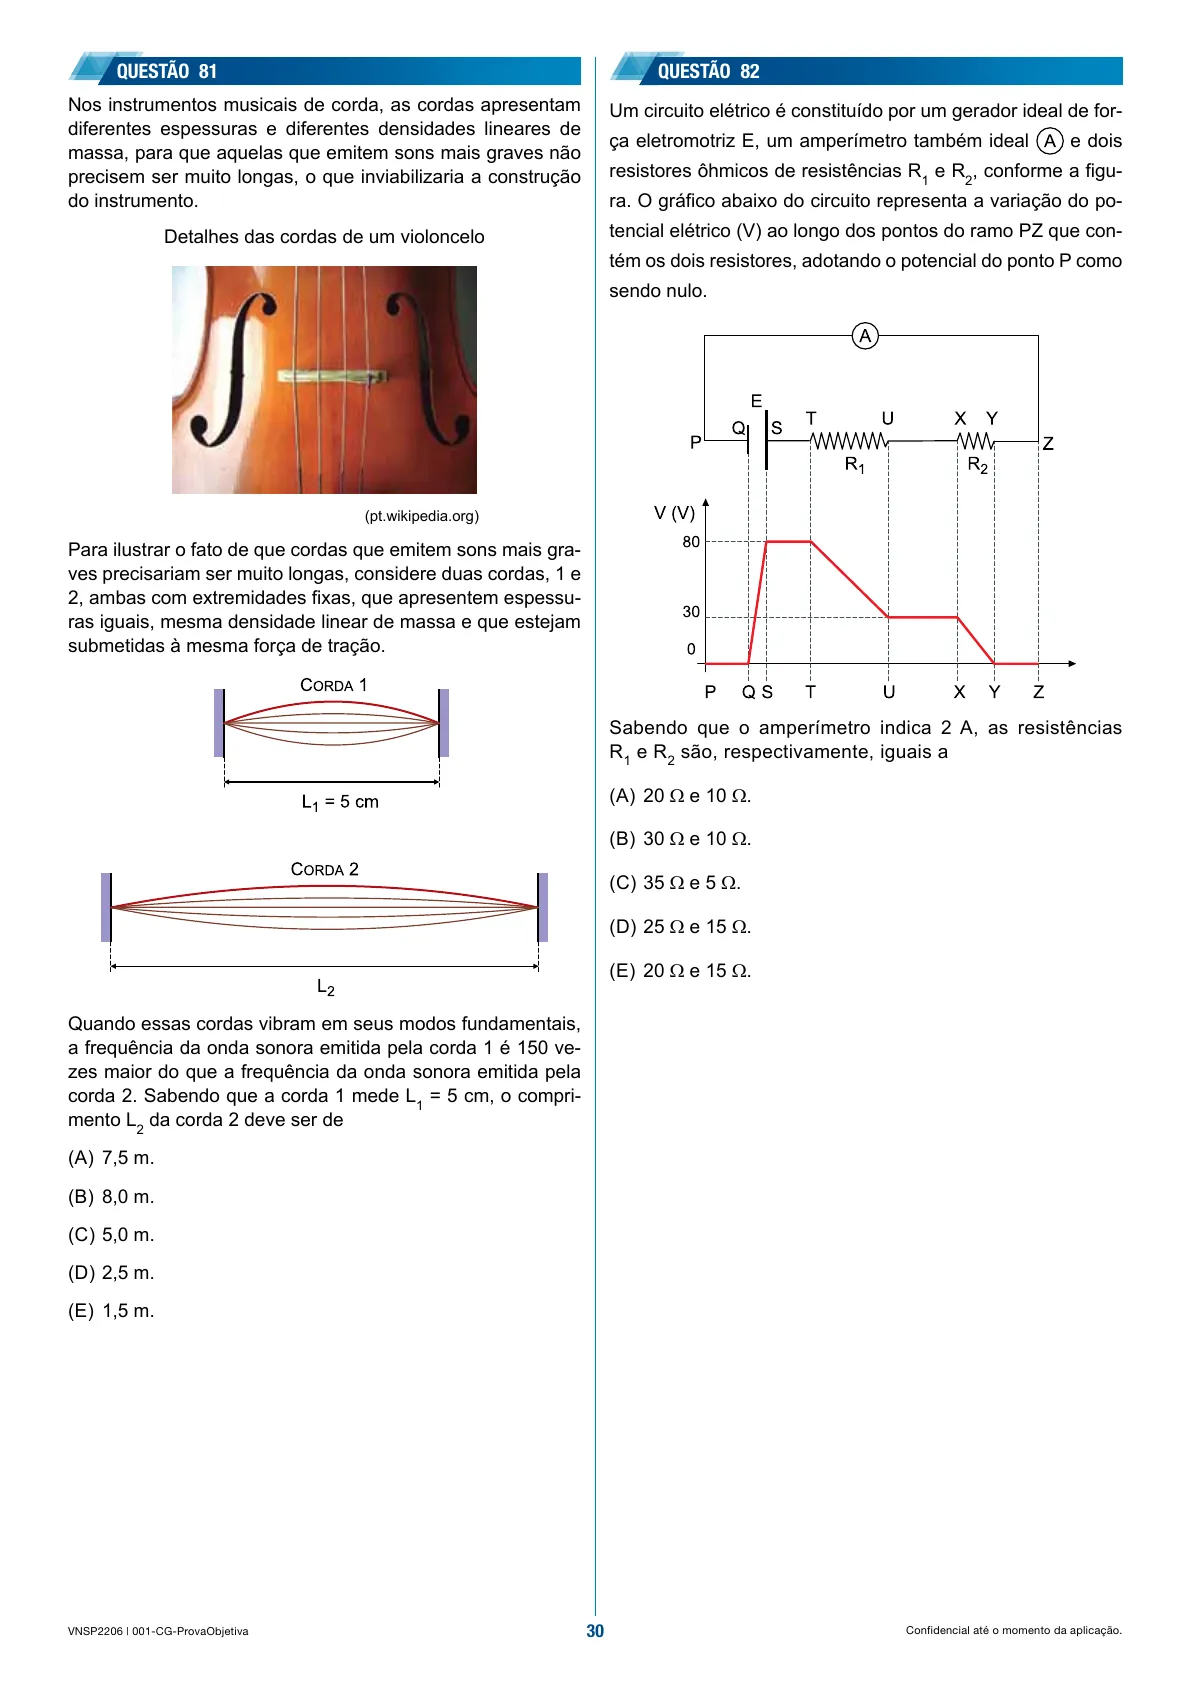 QUESTÃO 81
Nos instrumentos musicais de corda, as cordas apresentam
diferentes espessuras e diferentes densidades lineares de
massa, para que aquelas que emitem sons mais graves não
precisem ser muito longas, o que inviabilizaria a construção
do instrumento.
Detalhes das cordas de um violoncelo
(pt.wikipedia.org)
Para ilustrar o fato de que cordas que emitem sons mais gra-
ves precisariam ser muito longas, considere duas cordas, 1 e
2, ambas com extremidades fixas, que apresentem espessu-
ras iguais, mesma densidade linear de massa e que estejam
submetidas à mesma força de tração.
CORDA 1
L1 = 5 cm
CORDA 2
L2
Quando essas cordas vibram em seus modos fundamentais,
a frequência da onda sonora emitida pela corda 1 é 150 ve-
zes maior do que a frequência da onda sonora emitida pela
corda 2. Sabendo que a corda 1 mede L1 = 5 cm, o compri-
mento L2 da corda 2 deve ser de
(A) 7,5 m.
(B) 8,0 m.
(C) 5,0 m.
(D) 2,5 m.
(E) 1,5 m.
QUESTÃO 82
Um circuito elétrico é constituído por um gerador ideal de for-
ça eletromotriz E, um amperímetro também ideal A e dois
resistores ôhmicos de resistências R1 e R2, conforme a figu-
ra. O gráfico abaixo do circuito representa a variação do po-
tencial elétrico (V) ao longo dos pontos do ramo PZ que con-
tém os dois resistores, adotando o potencial do ponto P como
sendo nulo.
A
E
P Q S T U X Y Z
R1 R2
V (V)
80
30
0
P Q S T U X Y Z
Sabendo que o amperímetro indica 2 A, as resistências
R1 e R2 são, respectivamente, iguais a
(A) 20 Ω e 10 Ω.
(B) 30 Ω e 10 Ω.
(C) 35 Ω e 5 Ω.
(D) 25 Ω e 15 Ω.
(E) 20 Ω e 15 Ω.
VNSP2206 | 001-CG-ProvaObjetiva
30
Confidencial até o momento da aplicação.